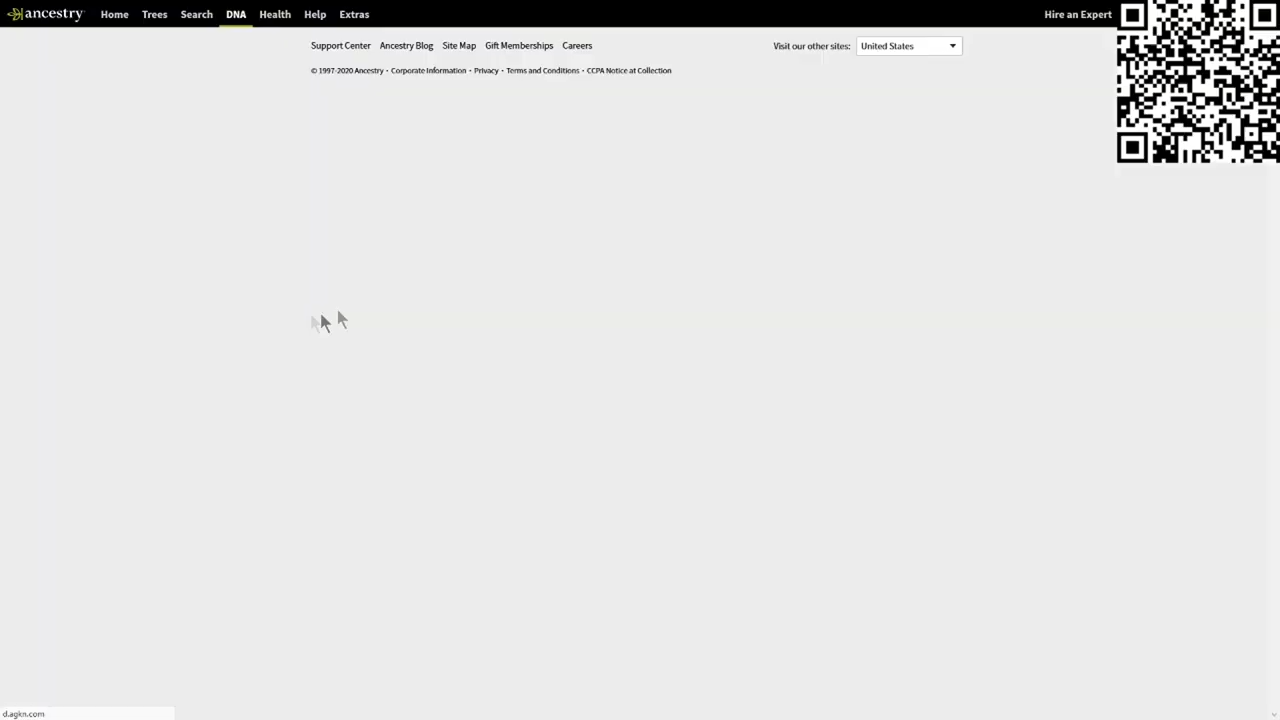 ancestry Home Trees Search DNA Health Help Extras Hire an Expert
Support Center Ancestry Blog Site Map Gift Memberships Careers Visit our other sites: United States
© 1997-2020 Ancestry • Corporate Information • Privacy • Terms and Conditions • CCPA Notice at Collection
d.agkn.com